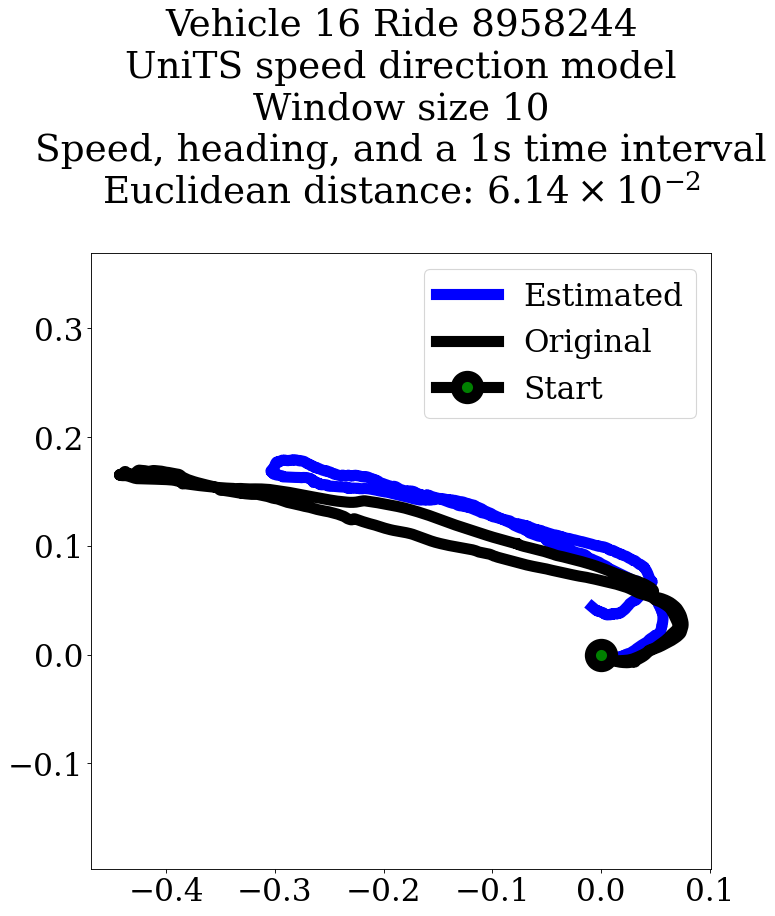 Vehicle 16 Ride 8958244
UniTS speed direction model
Window size 10
Speed, heading, and a 1s time interval
Euclidean distance: 6.14 × 10⁻²
Estimated
Original
Start
0.3
0.2
0.1
0.0
−0.1
−0.4 −0.3 −0.2 −0.1 0.0 0.1